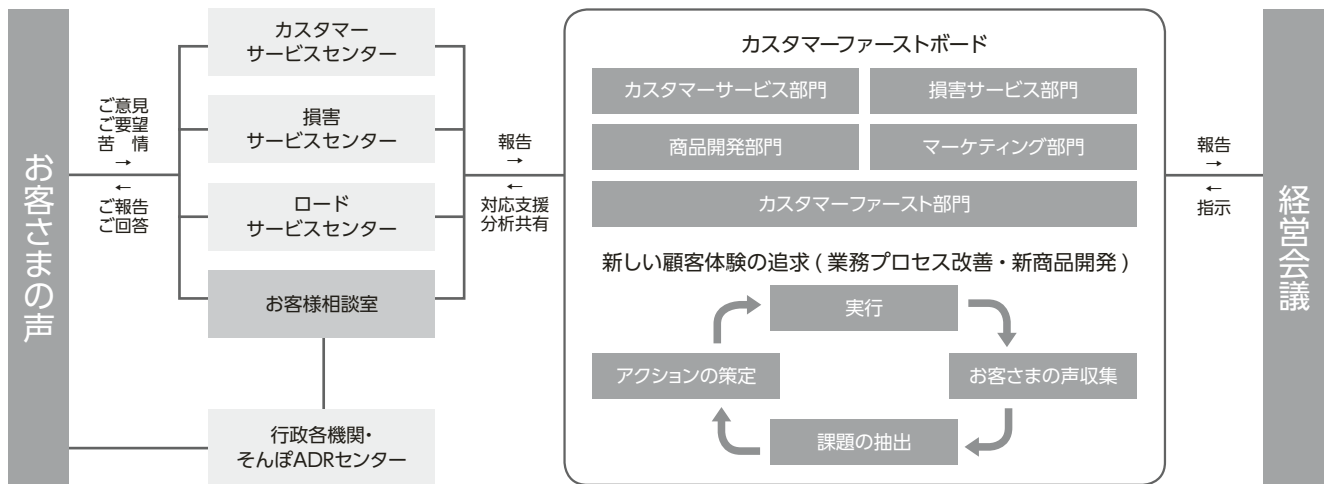 お客さまの声
ご意見
ご要望
苦　情
→
←
ご報告
ご回答
カスタマー
サービスセンター
損害
サービスセンター
ロード
サービスセンター
お客様相談室
行政各機関・
そんぽADRセンター
報告
→
←
対応支援
分析共有
カスタマーファーストボード
カスタマーサービス部門
損害サービス部門
商品開発部門
マーケティング部門
カスタマーファースト部門
新しい顧客体験の追求 ( 業務プロセス改善・新商品開発 )
実行
アクションの策定
お客さまの声収集
課題の抽出
報告
→
←
指示
経営会議